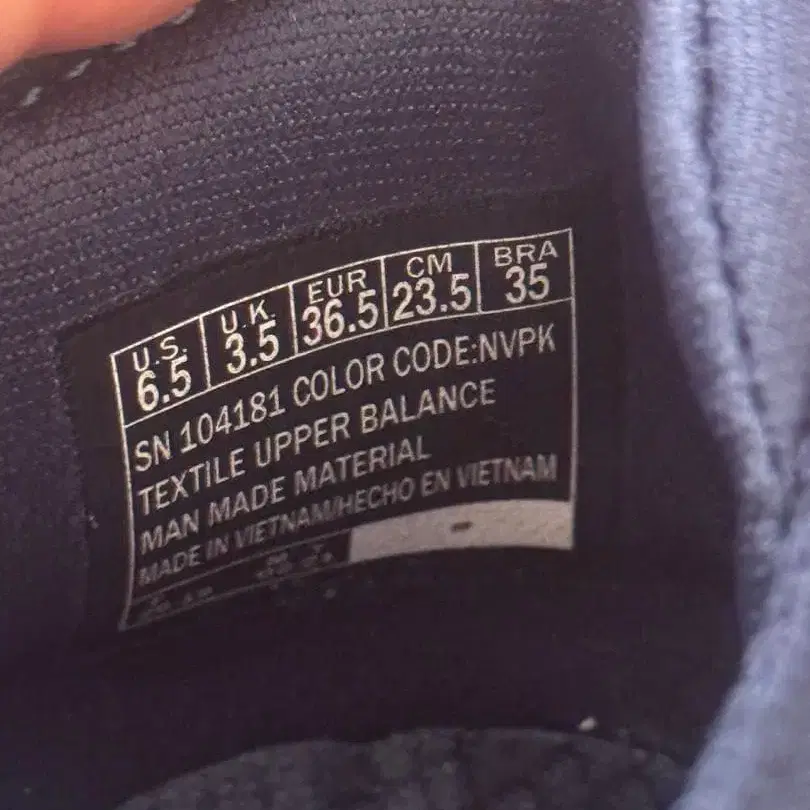 U.S. U.K. EUR CM BRA
6.5 3.5 36.5 23.5 35
SN 104181 COLOR CODE:NVPK
TEXTILE UPPER BALANCE
MAN MADE MATERIAL
MADE IN VIETNAM/HECHO EN VIETNAM
-